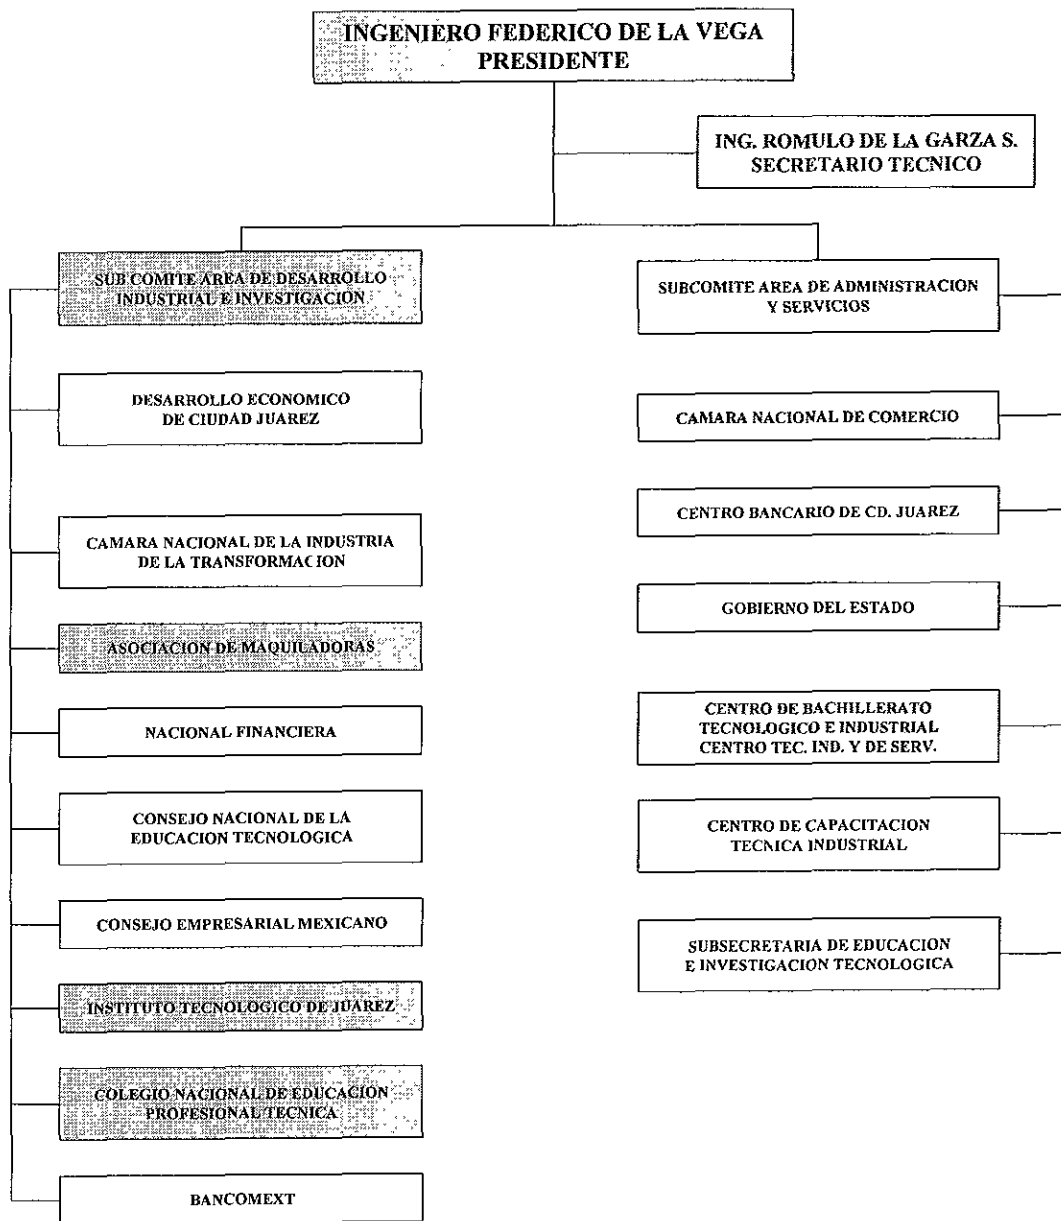 INGENIERO FEDERICO DE LA VEGA
PRESIDENTE
ING. ROMULO DE LA GARZA S.
SECRETARIO TECNICO
SUB COMITE AREA DE DESARROLLO
INDUSTRIAL E INVESTIGACION
DESARROLLO ECONOMICO
DE CIUDAD JUAREZ
CAMARA NACIONAL DE LA INDUSTRIA
DE LA TRANSFORMACION
ASOCIACION DE MAQUILADORAS
NACIONAL FINANCIERA
CONSEJO NACIONAL DE LA
EDUCACION TECNOLOGICA
CONSEJO EMPRESARIAL MEXICANO
INSTITUTO TECNOLOGICO DE JUAREZ
COLEGIO NACIONAL DE EDUCACION
PROFESIONAL TECNICA
BANCOMEXT
SUBCOMITE AREA DE ADMINISTRACION
Y SERVICIOS
CAMARA NACIONAL DE COMERCIO
CENTRO BANCARIO DE CD. JUAREZ
GOBIERNO DEL ESTADO
CENTRO DE BACHILLERATO
TECNOLOGICO E INDUSTRIAL
CENTRO TEC. IND. Y DE SERV.
CENTRO DE CAPACITACION
TECNICA INDUSTRIAL
SUBSECRETARIA DE EDUCACION
E INVESTIGACION TECNOLOGICA